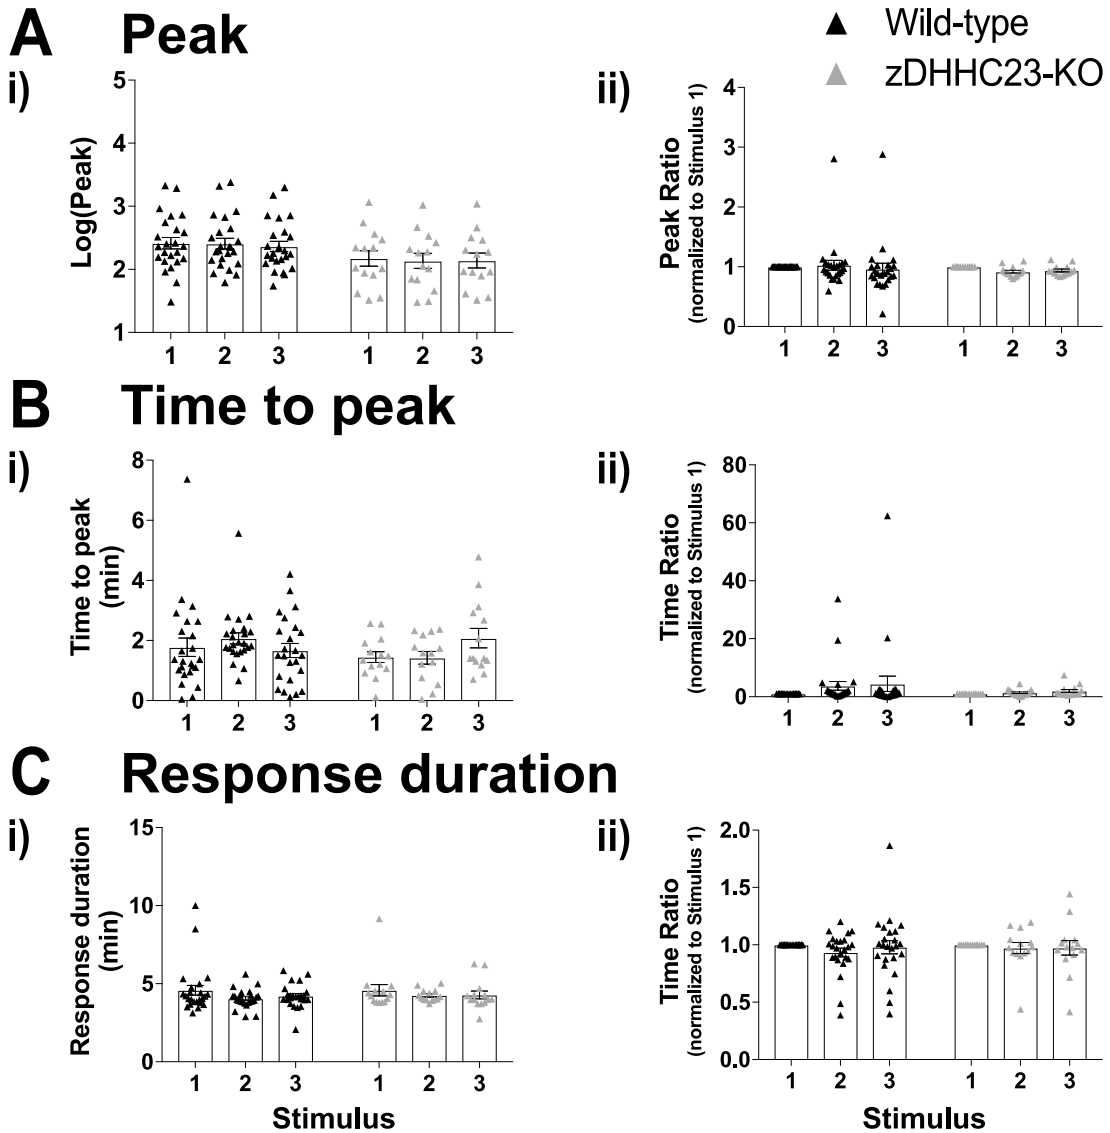 A Peak
Wild-type
zDHHC23-KO
i)
Log(Peak)
5
4
3
2
1
1 2 3 1 2 3
ii)
Peak Ratio
(normalized to Stimulus 1)
4
3
2
1
0
1 2 3 1 2 3
B Time to peak
i)
Time to peak
(min)
8
6
4
2
0
1 2 3 1 2 3
ii)
Time Ratio
(normalized to Stimulus 1)
80
60
40
20
0
1 2 3 1 2 3
C Response duration
i)
Response duration
(min)
15
10
5
0
1 2 3 1 2 3
Stimulus
ii)
Time Ratio
(normalized to Stimulus 1)
2.0
1.5
1.0
0.5
0.0
1 2 3 1 2 3
Stimulus